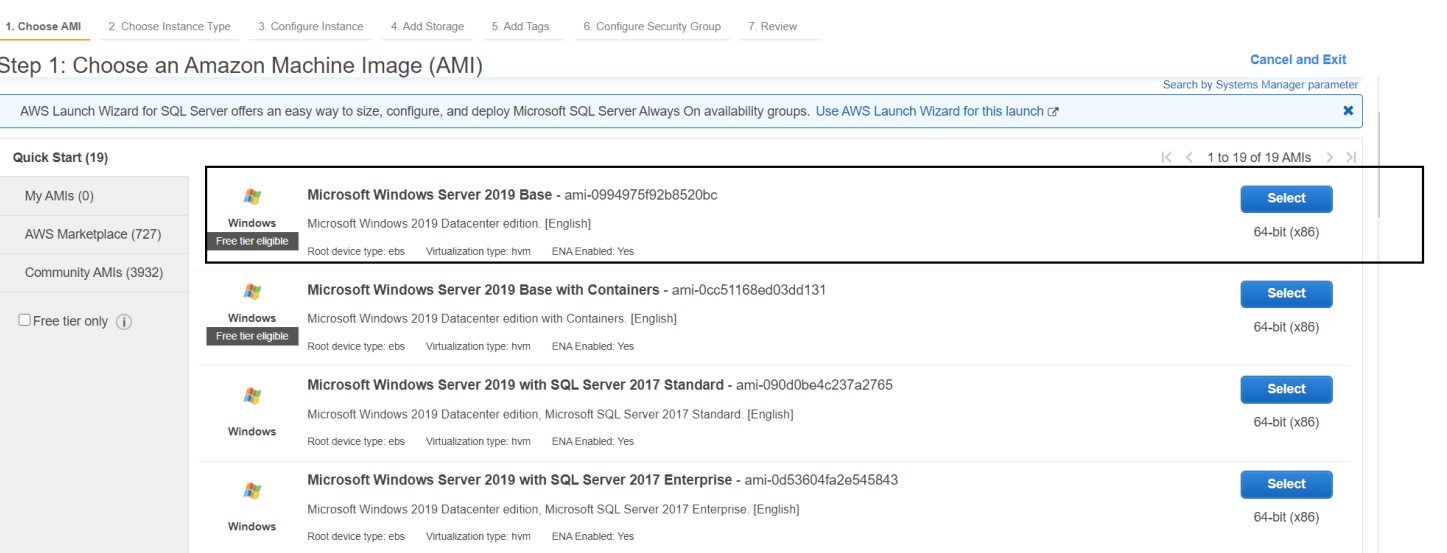 1. Choose AMI 2. Choose Instance Type 3. Configure Instance 4. Add Storage 5. Add Tags 6. Configure Security Group 7. Review
Step 1: Choose an Amazon Machine Image (AMI)
Cancel and Exit
Search by Systems Manager parameter
AWS Launch Wizard for SQL Server offers an easy way to size, configure, and deploy Microsoft SQL Server Always On availability groups. Use AWS Launch Wizard for this launch
Quick Start (19)
My AMIs (0)
AWS Marketplace (727)
Community AMIs (3932)
Free tier only
1 to 19 of 19 AMIs
Windows
Free tier eligible
Microsoft Windows Server 2019 Base - ami-0994975f92b8520bc
Microsoft Windows 2019 Datacenter edition. [English]
Root device type: ebs Virtualization type: hvm ENA Enabled: Yes
Select
64-bit (x86)
Windows
Free tier eligible
Microsoft Windows Server 2019 Base with Containers - ami-0cc51168ed03dd131
Microsoft Windows 2019 Datacenter edition with Containers. [English]
Root device type: ebs Virtualization type: hvm ENA Enabled: Yes
Select
64-bit (x86)
Windows
Microsoft Windows Server 2019 with SQL Server 2017 Standard - ami-090d0be4c237a2765
Microsoft Windows 2019 Datacenter edition, Microsoft SQL Server 2017 Standard. [English]
Root device type: ebs Virtualization type: hvm ENA Enabled: Yes
Select
64-bit (x86)
Windows
Microsoft Windows Server 2019 with SQL Server 2017 Enterprise - ami-0d53604fa2e545843
Microsoft Windows 2019 Datacenter edition, Microsoft SQL Server 2017 Enterprise. [English]
Root device type: ebs Virtualization type: hvm ENA Enabled: Yes
Select
64-bit (x86)